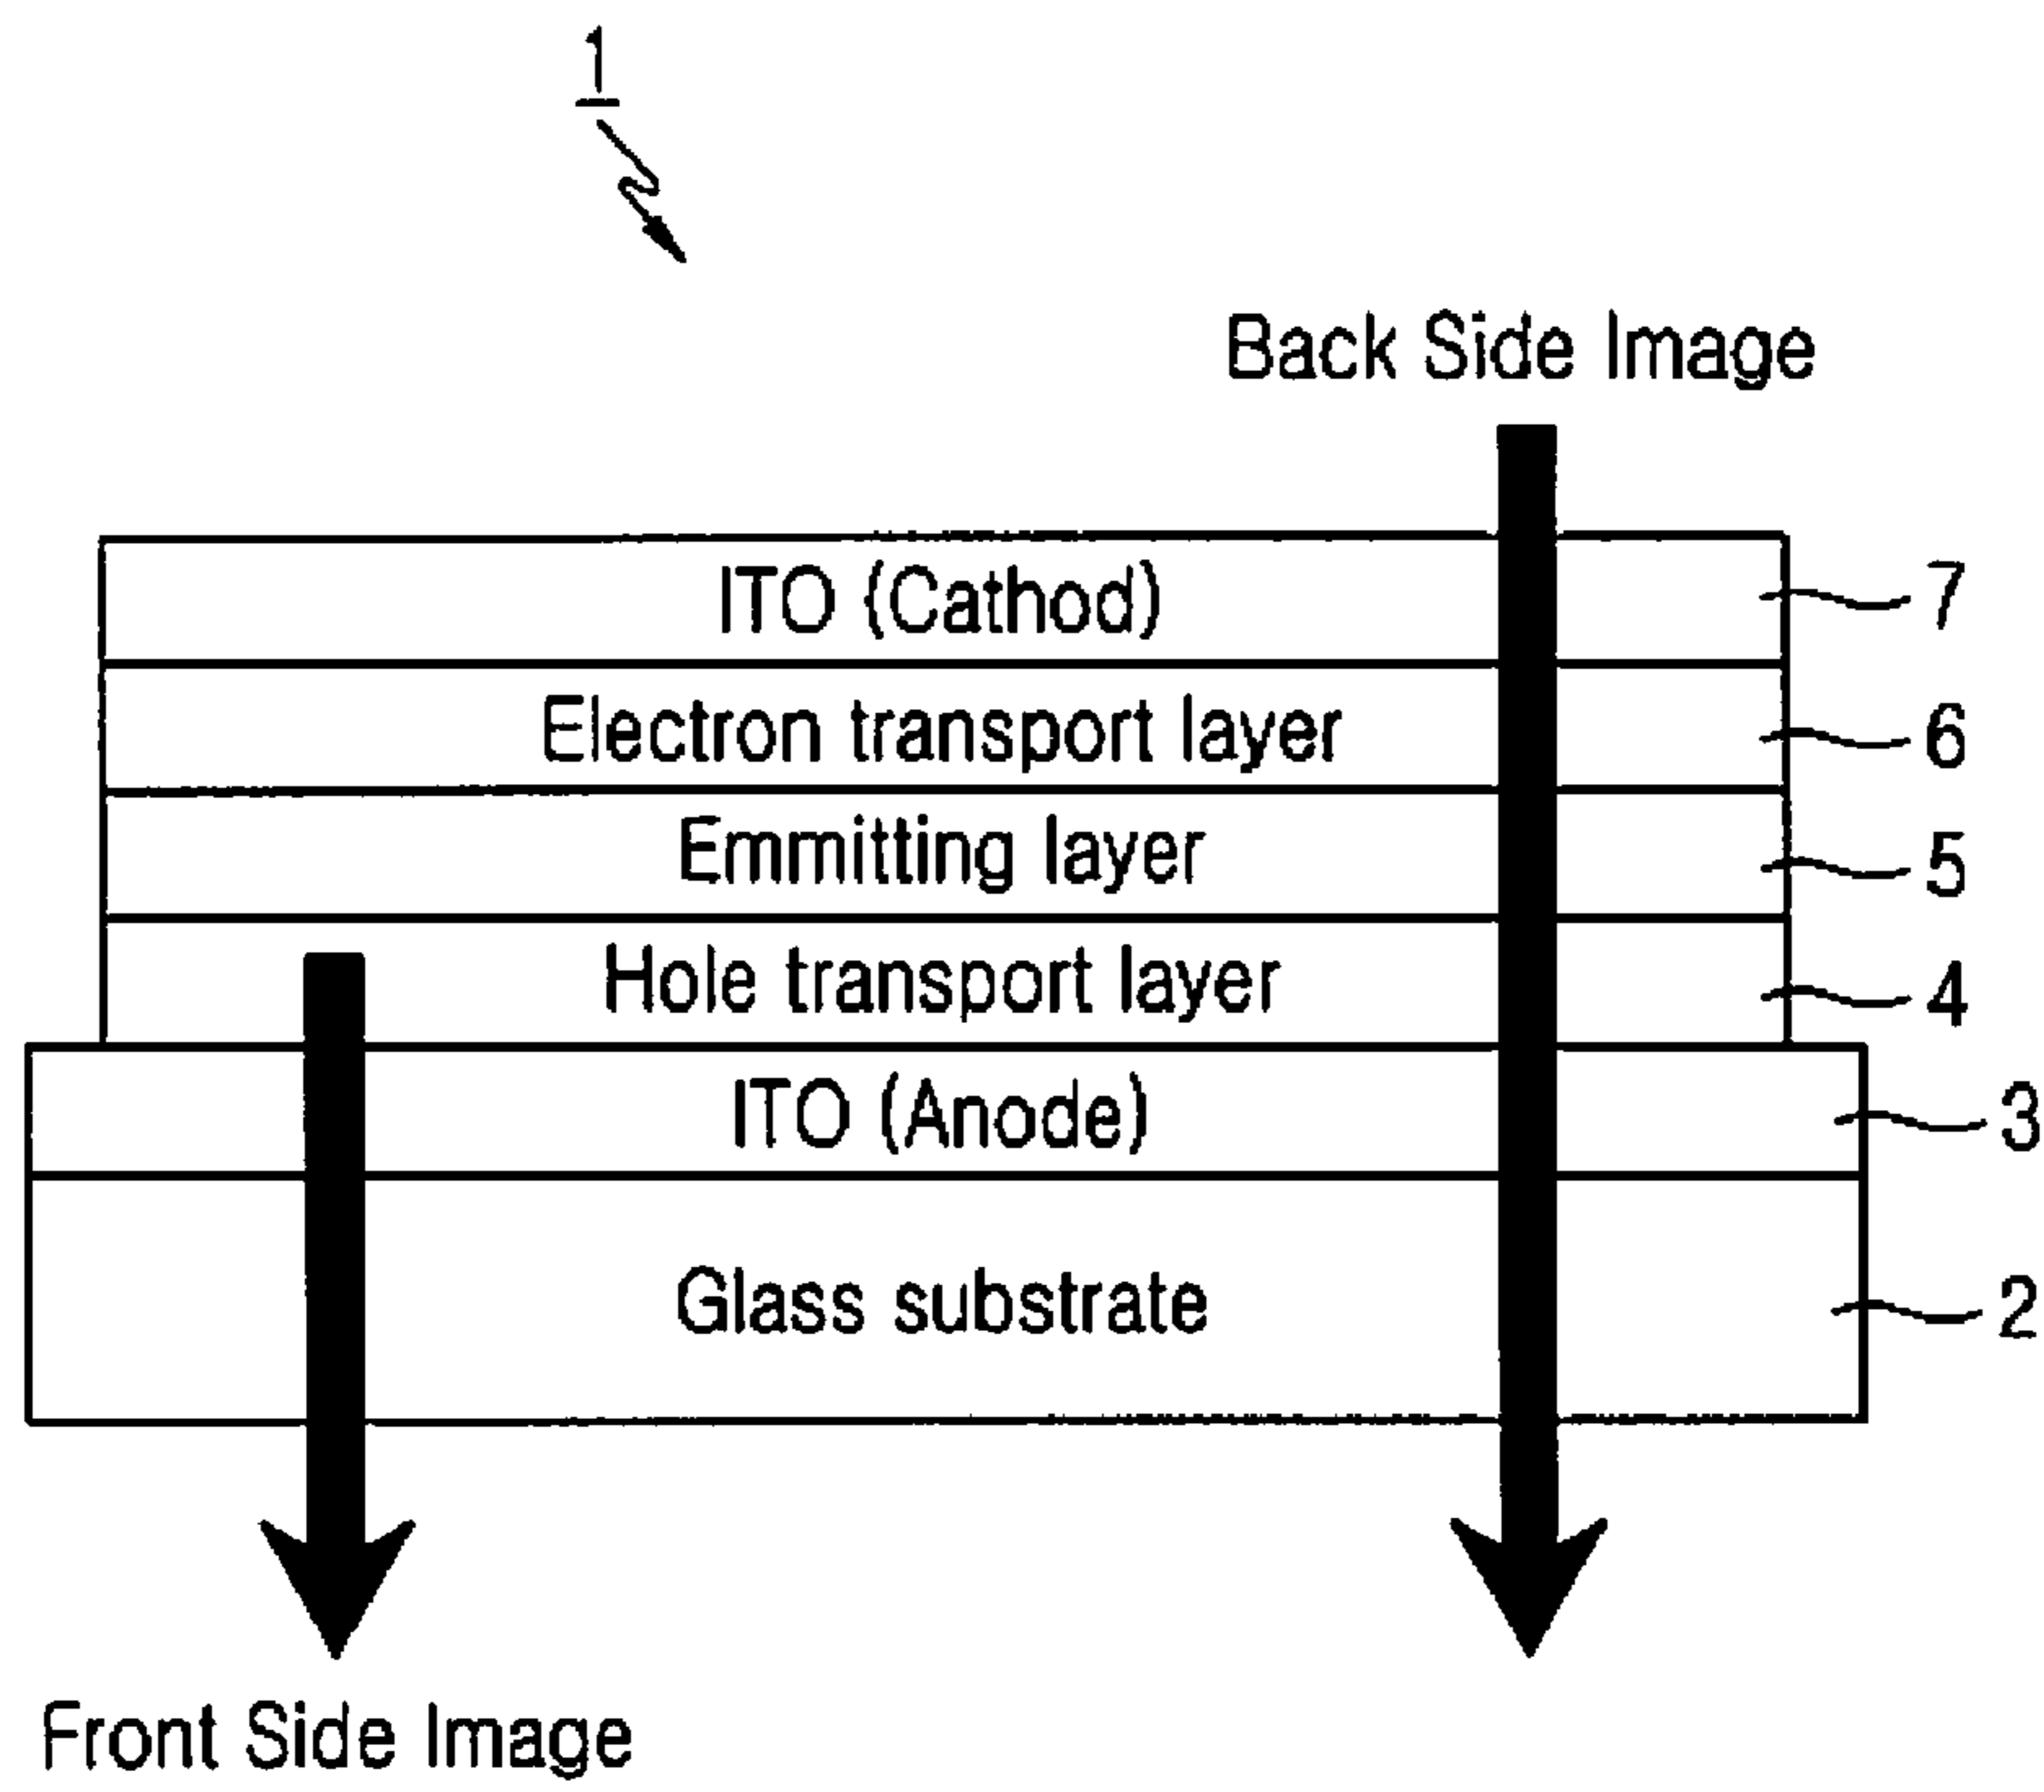 1
Back Side Image
ITO (Cathod)
7
Electron transport layer
6
Emmitting layer
5
Hole transport layer
4
ITO (Anode)
3
Glass substrate
2
Front Side Image